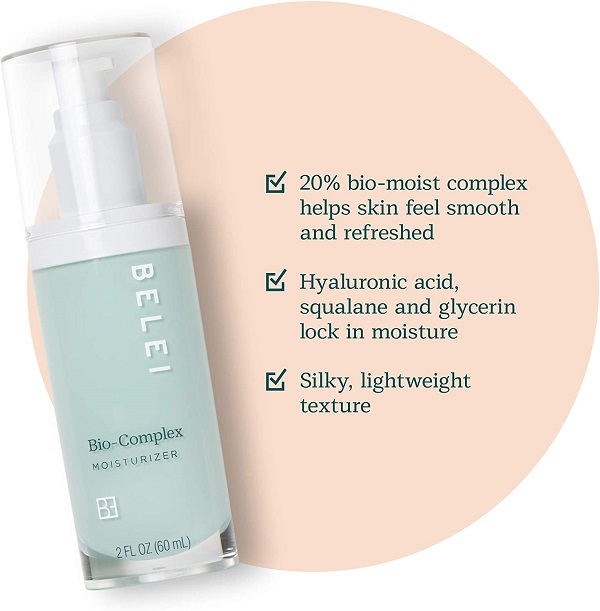 BELEI
Bio-Complex
MOISTURIZER
2 FL OZ (60 mL)
20% bio-moist complex
helps skin feel smooth
and refreshed
Hyaluronic acid,
squalane and glycerin
lock in moisture
Silky, lightweight
texture